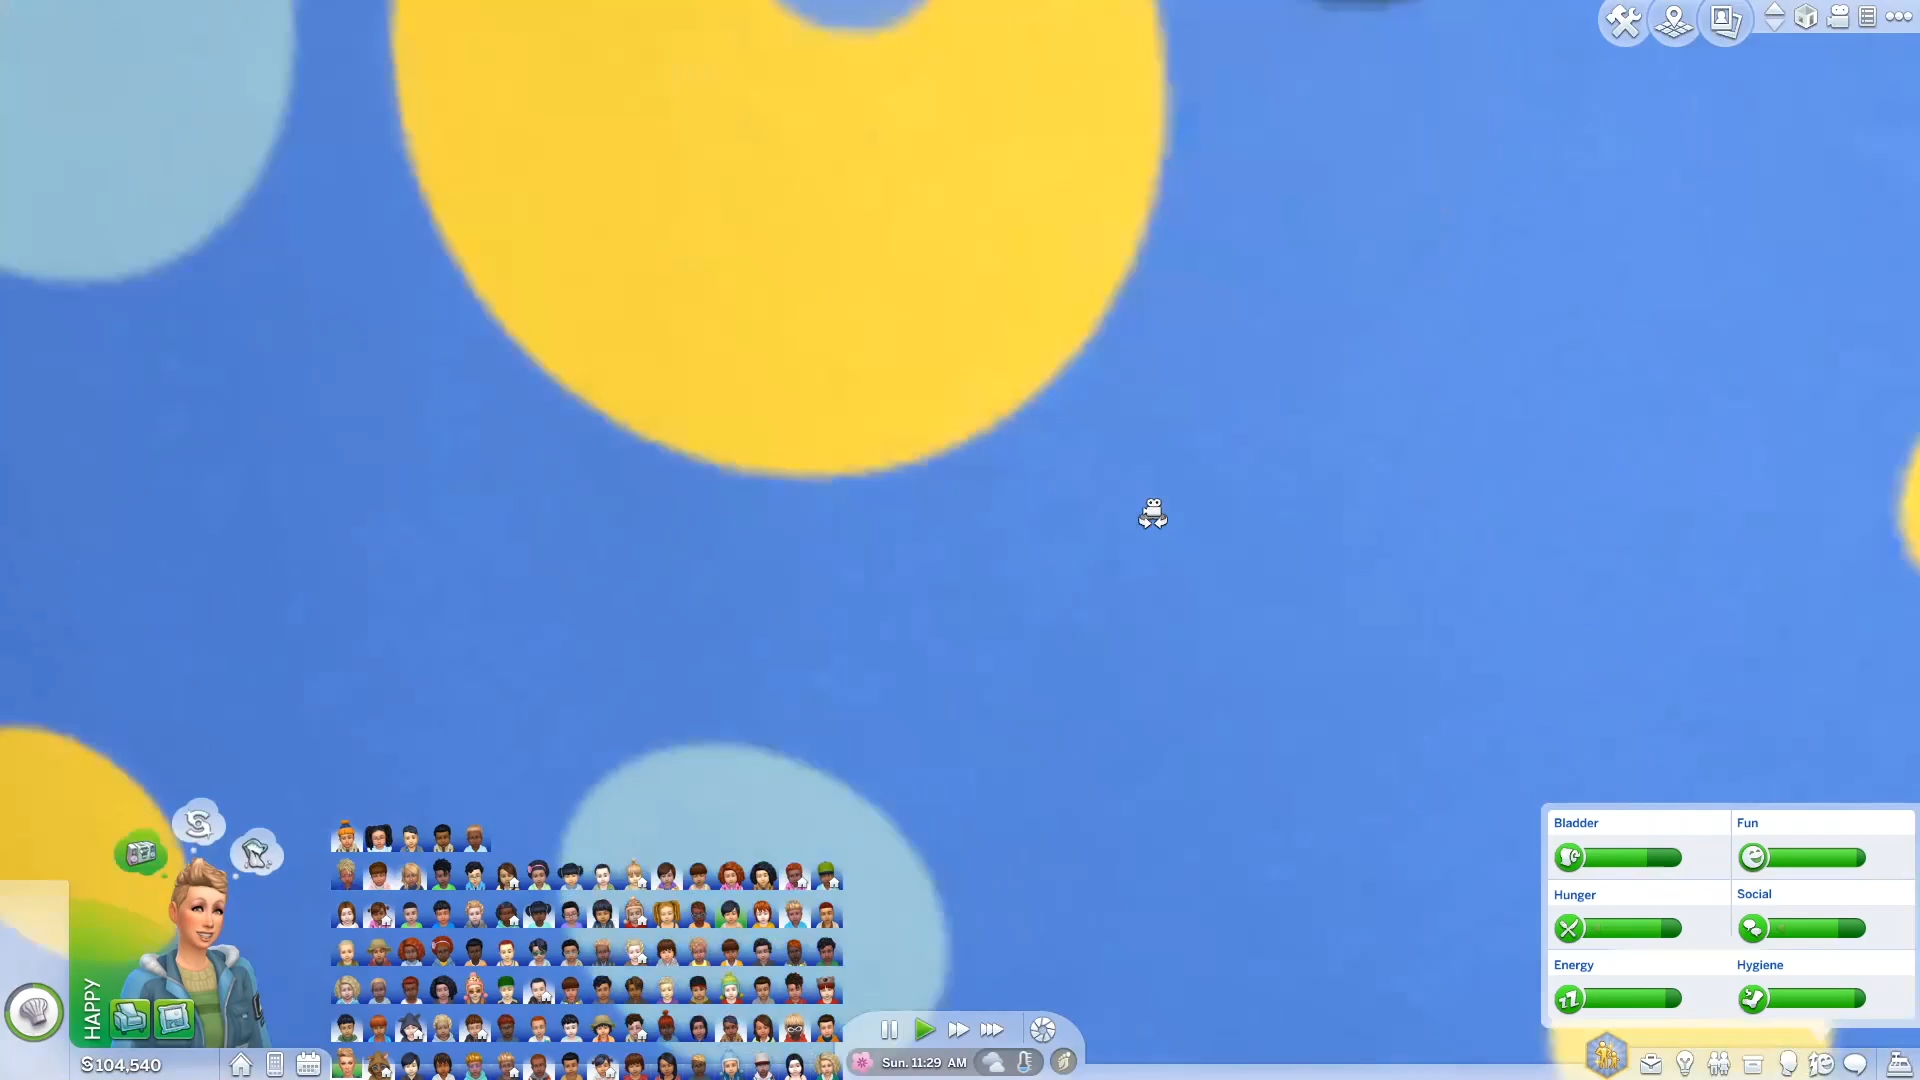 Bladder
Fun
Hunger
Social
Energy
Hygiene
HAPPY
§104,540
Sun. 11:29 AM